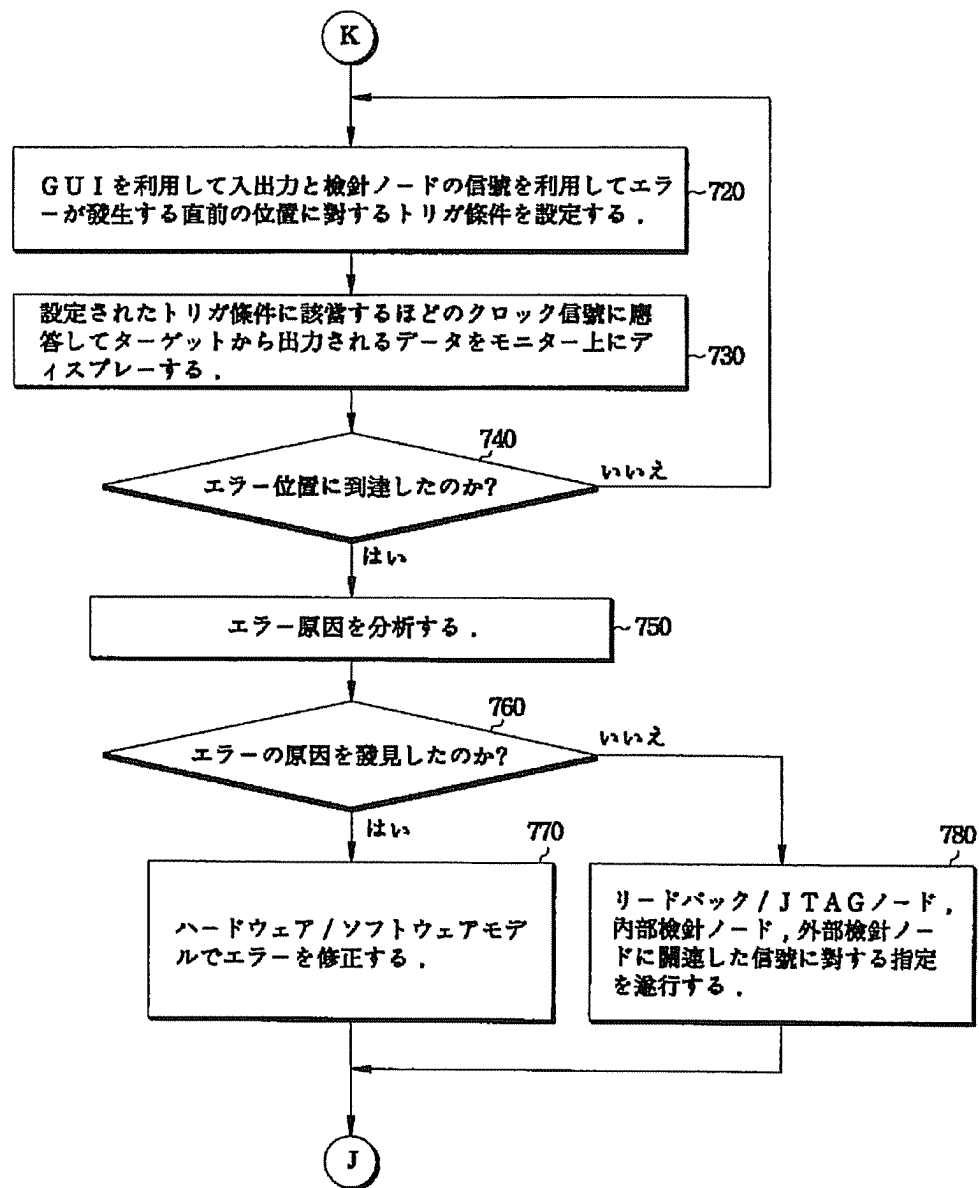 K
GUIを利用して入出力と檢針ノードの信號を利用してエラ
ーが發生する直前の位置に對するトリガ條件を設定する.
720
設定されたトリガ條件に該當するほどのクロック信號に應
答してターゲットから出力されるデータをモニター上にデ
ィスプレーする.
730
740
エラー位置に到達したのか?
いいえ
はい
エラー原因を分析する.
750
760
エラーの原因を發見したのか?
いいえ
はい
770
ハードウェア/ソフトウェアモデ
ルでエラーを修正する.
780
リードバック/JTAGノード,
內部檢針ノード,外部檢針ノー
ドに關連した信號に對する指定
を遂行する.
J